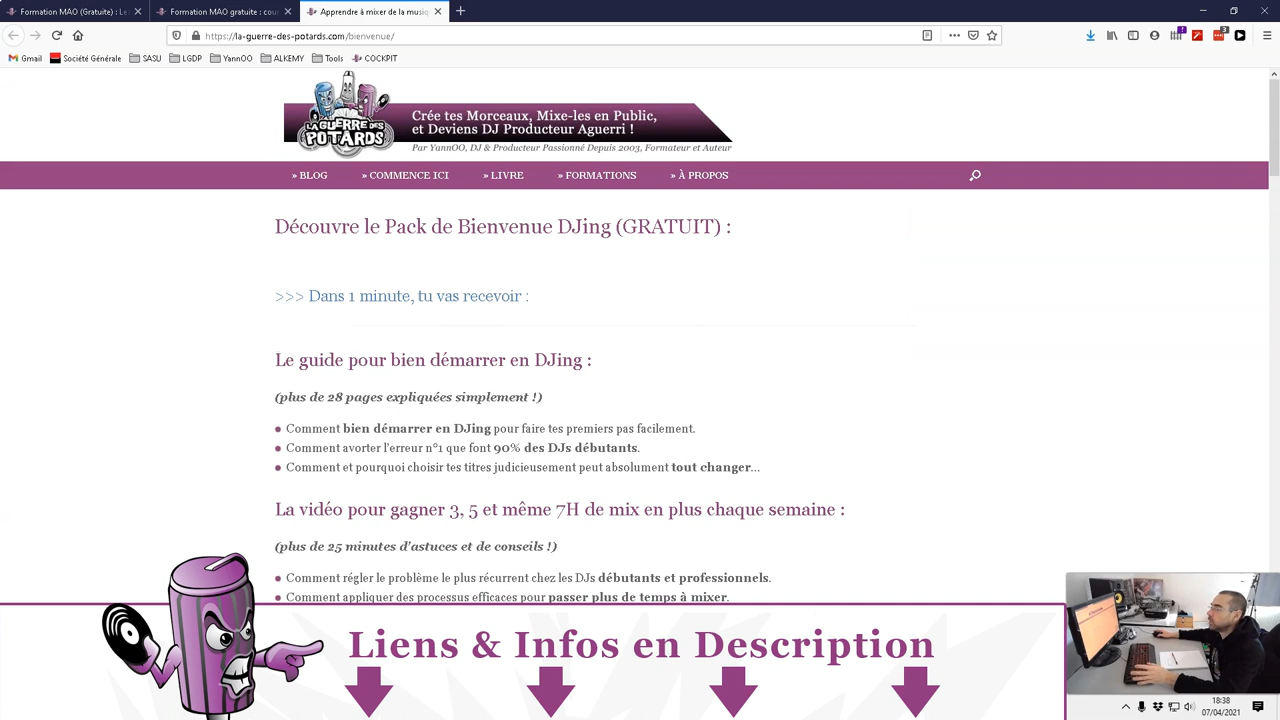 Formation MAO (Gratuite) : Le
Formation MAO gratuite : cou
Apprendre à mixer de la musiq
https://la-guerre-des-potards.com/bienvenue/
Gmail
Société Générale
SASU
LGDP
YannOO
ALKEMY
Tools
COCKPIT
LA GUERRE DES
POTARDS
Crée tes Morceaux, Mixe-les en Public,
et Deviens DJ Producteur Aguerri !
Par YannOO, DJ & Producteur Passionné Depuis 2003, Formateur et Auteur
» BLOG
» COMMENCE ICI
» LIVRE
» FORMATIONS
» À PROPOS
Découvre le Pack de Bienvenue DJing (GRATUIT) :
>>> Dans 1 minute, tu vas recevoir :
Le guide pour bien démarrer en DJing :
(plus de 28 pages expliquées simplement !)
Comment bien démarrer en DJing pour faire tes premiers pas facilement.
Comment avorter l'erreur n°1 que font 90% des DJs débutants.
Comment et pourquoi choisir tes titres judicieusement peut absolument tout changer...
La vidéo pour gagner 3, 5 et même 7H de mix en plus chaque semaine :
(plus de 25 minutes d'astuces et de conseils !)
Comment régler le problème le plus récurrent chez les DJs débutants et professionnels.
Comment appliquer des processus efficaces pour passer plus de temps à mixer.
Liens & Infos en Description
18:38
07/04/2021